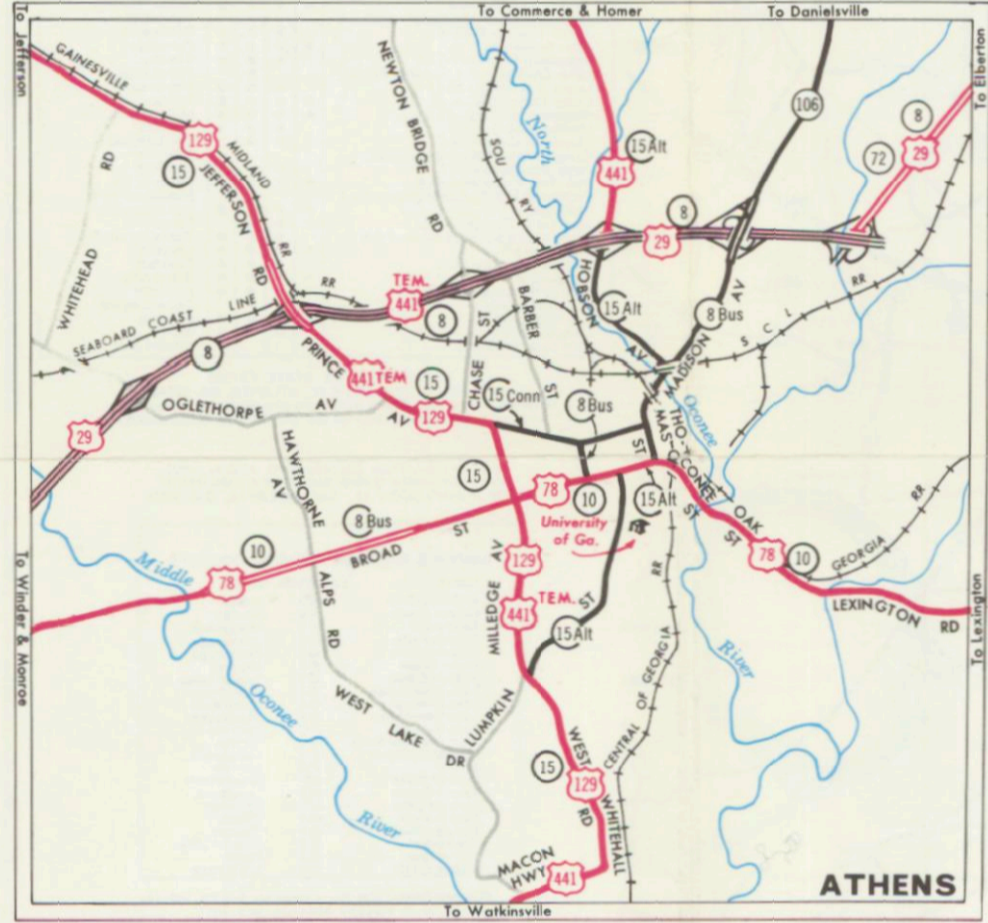 To Commerce & Homer
To Danielsville
To Jefferson
To Elberton
GAINESVILLE
MIDLAND
RR
129
15
JEFFERSON
RD
WHITEHEAD
RD
NEWTON BRIDGE
RD
SOU
RY
North
15 Alt
441
106
8
72
29
8
29
TEM.
441
8
RR
SEABOARD COAST LINE
8
29
HOBSON
AV
15 Alt
8 Bus
AV
MADISON
S C L
RR
BARBER
ST
CHASE
ST
PRINCE
AV
441 TEM
15
129
15 Conn
8 Bus
OGLETHORPE AV
HAWTHORNE
AV
THOMAS
ST
Oconee
OCONEE
ST
OAK
ST
15
78
10
15 Alt
University
of Ga.
8 Bus
10
78
BROAD
ST
78
10
GEORGIA
RR
LEXINGTON
RD
To Lexington
To Winder & Monroe
Middle
Oconee
River
ALPS
RD
WEST
LAKE
DR
LUMPKIN
ST
MILLEDGE
AV
129
441
TEM.
15 Alt
RR
CENTRAL OF GEORGIA
River
15
WEST
WHITEHALL
RD
129
MACON
HWY
441
ATHENS
To Watkinsville